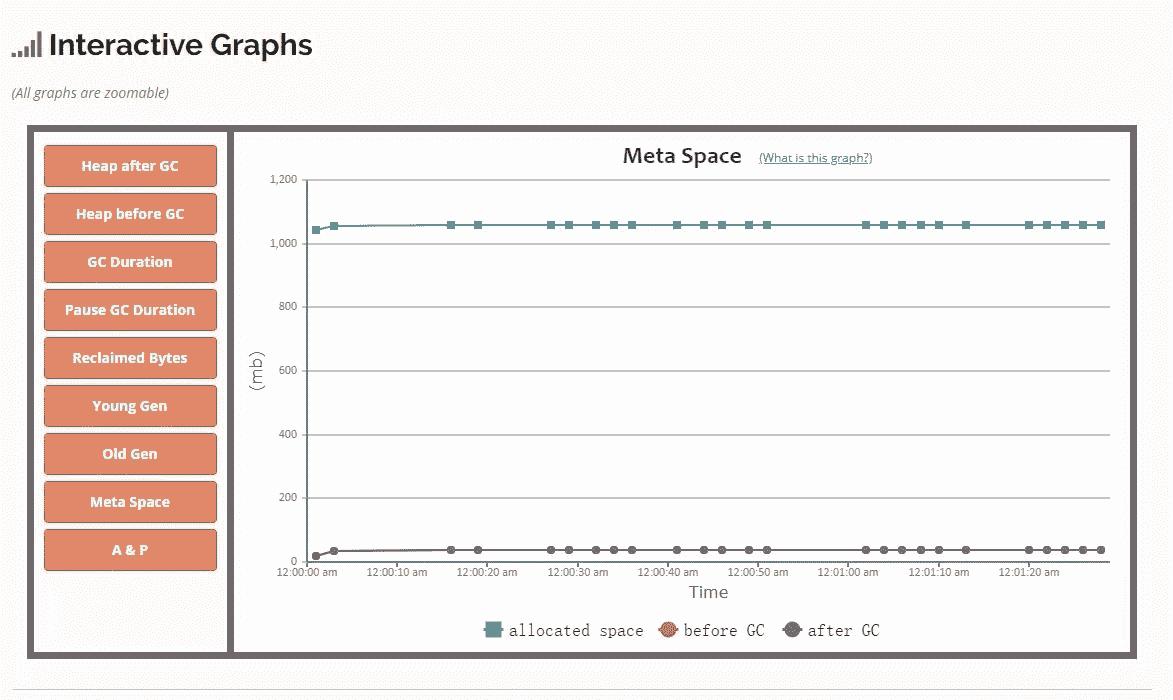 Interactive Graphs
(All graphs are zoomable)
Heap after GC
Heap before GC
GC Duration
Pause GC Duration
Reclaimed Bytes
Young Gen
Old Gen
Meta Space
A & P
Meta Space (What is this graph?)
1,200
1,000
800
600
400
200
0
(mb)
12:00:00 am 12:00:10 am 12:00:20 am 12:00:30 am 12:00:40 am 12:00:50 am 12:01:00 am 12:01:10 am 12:01:20 am
Time
allocated space before GC after GC